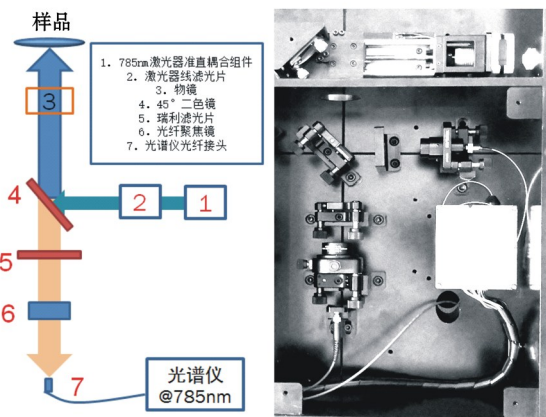 样品
1. 785nm激光器准直耦合组件
2. 激光器线滤光片
3. 物镜
4. 45°二色镜
5. 瑞利滤光片
6. 光纤聚焦镜
7. 光谱仪光纤接头
3
4
2
1
5
6
7
光谱仪
@785nm